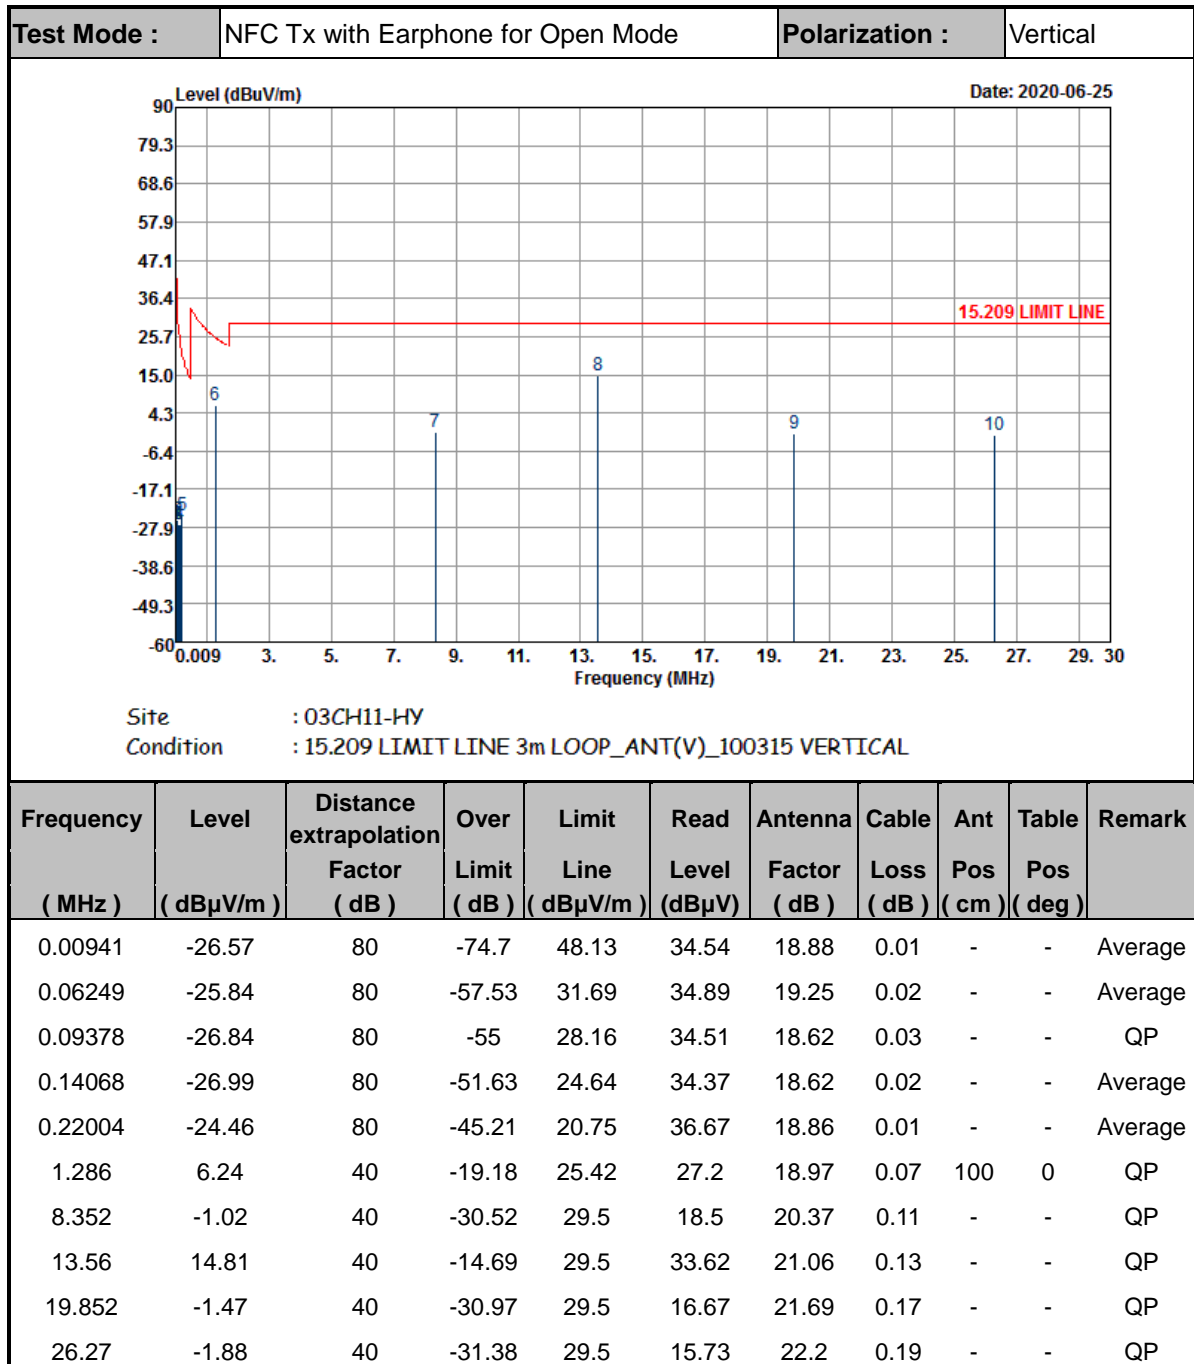 Test Mode : NFC Tx with Earphone for Open Mode Polarization : Vertical
Level (dBuV/m) Date: 2020-06-25
90
79.3
68.6
57.9
47.1
36.4
15.209 LIMIT LINE
25.7
15.0
8
6
4.3
7 9 10
-6.4
-17.1
5
-27.9
-38.6
-49.3
-60
0.009 3. 5. 7. 9. 11. 13. 15. 17. 19. 21. 23. 25. 27. 29. 30
Frequency (MHz)
Site : 03CH11-HY
Condition : 15.209 LIMIT LINE 3m LOOP_ANT(V)_100315 VERTICAL
Frequency Level Distance extrapolation Over Limit Read Antenna Cable Ant Table Remark
Factor Limit Line Level Factor Loss Pos Pos
( MHz ) ( dBµV/m ) ( dB ) ( dB ) ( dBµV/m ) (dBµV) ( dB ) ( dB ) ( cm ) ( deg )
0.00941 -26.57 80 -74.7 48.13 34.54 18.88 0.01 - - Average
0.06249 -25.84 80 -57.53 31.69 34.89 19.25 0.02 - - Average
0.09378 -26.84 80 -55 28.16 34.51 18.62 0.03 - - QP
0.14068 -26.99 80 -51.63 24.64 34.37 18.62 0.02 - - Average
0.22004 -24.46 80 -45.21 20.75 36.67 18.86 0.01 - - Average
1.286 6.24 40 -19.18 25.42 27.2 18.97 0.07 100 0 QP
8.352 -1.02 40 -30.52 29.5 18.5 20.37 0.11 - - QP
13.56 14.81 40 -14.69 29.5 33.62 21.06 0.13 - - QP
19.852 -1.47 40 -30.97 29.5 16.67 21.69 0.17 - - QP
26.27 -1.88 40 -31.38 29.5 15.73 22.2 0.19 - - QP